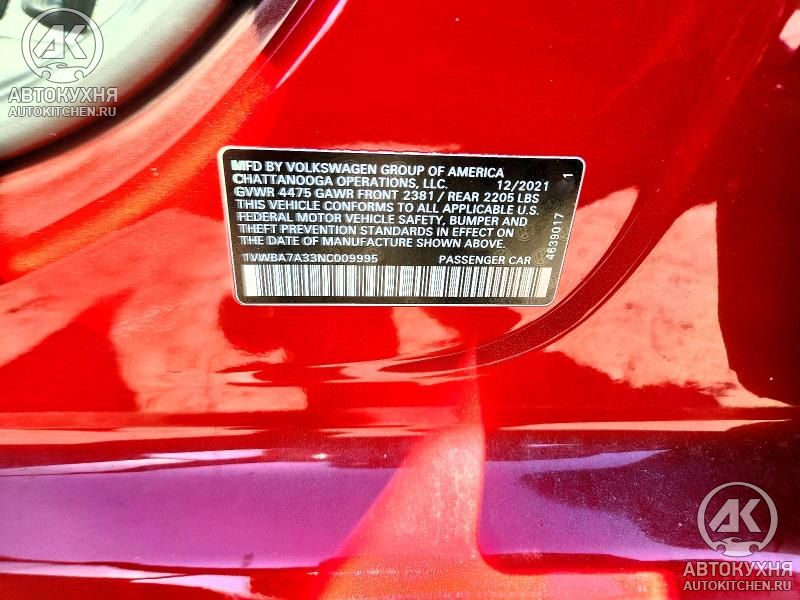 АК
АВТОКУХНЯ
AUTOKITCHEN.RU
MFD BY VOLKSWAGEN GROUP OF AMERICA
CHATTANOOGA OPERATIONS, LLC. 12/2021
GVWR 4475 GAWR FRONT 2381 / REAR 2205 LBS
THIS VEHICLE CONFORMS TO ALL APPLICABLE U.S.
FEDERAL MOTOR VEHICLE SAFETY, BUMPER AND
THEFT PREVENTION STANDARDS IN EFFECT ON
THE DATE OF MANUFACTURE SHOWN ABOVE.
1VWBA7A33NC009995 PASSENGER CAR
4639017 1
АК
АВТОКУХНЯ
AUTOKITCHEN.RU